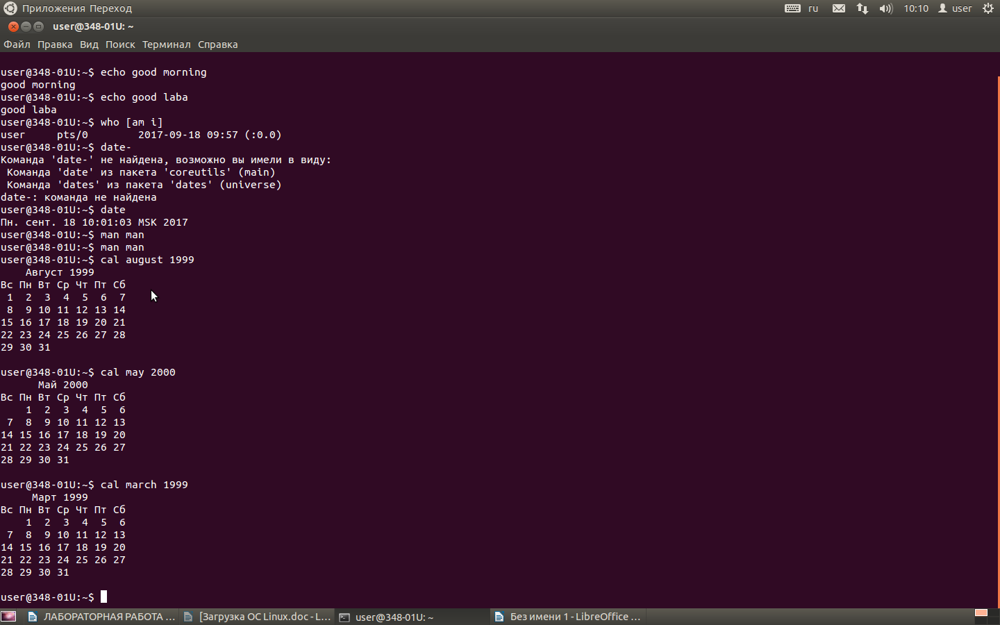 Приложения Переход
ru 10:10 user
user@348-01U: ~
Файл Правка Вид Поиск Терминал Справка
user@348-01U:~$ echo good morning
good morning
user@348-01U:~$ echo good laba
good laba
user@348-01U:~$ who [am i]
user     pts/0        2017-09-18 09:57 (:0.0)
user@348-01U:~$ date-
Команда 'date-' не найдена, возможно вы имели в виду:
 Команда 'date' из пакета 'coreutils' (main)
 Команда 'dates' из пакета 'dates' (universe)
date-: команда не найдена
user@348-01U:~$ date
Пн. сент. 18 10:01:03 MSK 2017
user@348-01U:~$ man man
user@348-01U:~$ man man
user@348-01U:~$ cal august 1999
    Август 1999
Вс Пн Вт Ср Чт Пт Сб
 1  2  3  4  5  6  7
 8  9 10 11 12 13 14
15 16 17 18 19 20 21
22 23 24 25 26 27 28
29 30 31
user@348-01U:~$ cal may 2000
      Май 2000
Вс Пн Вт Ср Чт Пт Сб
    1  2  3  4  5  6
 7  8  9 10 11 12 13
14 15 16 17 18 19 20
21 22 23 24 25 26 27
28 29 30 31
user@348-01U:~$ cal march 1999
     Март 1999
Вс Пн Вт Ср Чт Пт Сб
    1  2  3  4  5  6
 7  8  9 10 11 12 13
14 15 16 17 18 19 20
21 22 23 24 25 26 27
28 29 30 31
user@348-01U:~$
ЛАБОРАТОРНАЯ РАБОТА ... [Загрузка ОС Linux.doc - L... user@348-01U: ~ Без имени 1 - LibreOffice ...